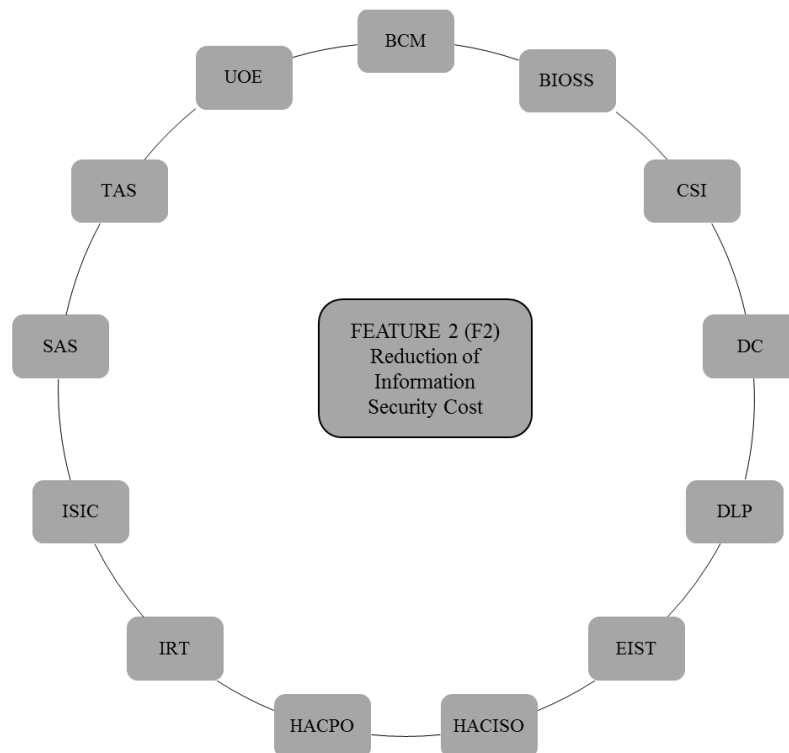 BCM
UOE
BIOSS
TAS
CSI
FEATURE 2 (F2)
Reduction of
Information
Security Cost
SAS
DC
ISIC
DLP
IRT
EIST
HACPO
HACISO